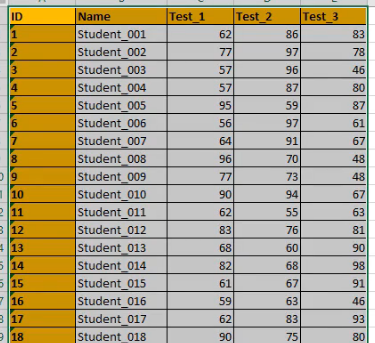 ID Name Test_1 Test_2 Test_3
1 Student_001 62 86 83
2 Student_002 77 97 78
3 Student_003 57 96 46
4 Student_004 57 87 80
5 Student_005 95 59 87
6 Student_006 56 97 61
7 Student_007 64 91 67
8 Student_008 96 70 48
9 Student_009 77 73 48
10 Student_010 90 94 67
11 Student_011 62 55 63
12 Student_012 83 76 81
13 Student_013 68 60 90
14 Student_014 82 68 98
15 Student_015 61 67 91
16 Student_016 59 63 46
17 Student_017 62 83 93
18 Student_018 90 75 80